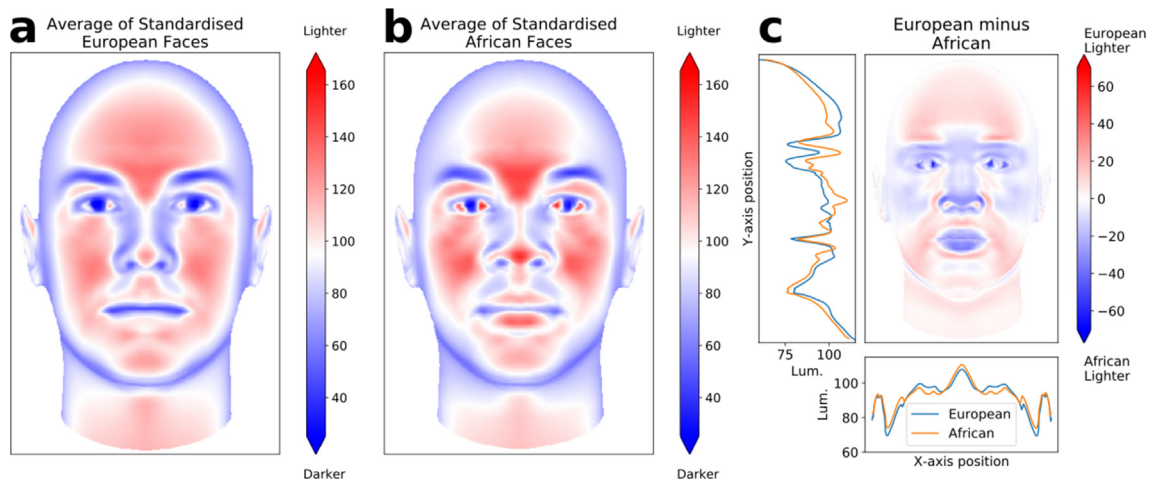 a
Average of Standardised
European Faces
Lighter
160
140
120
100
80
60
40
Darker
b
Average of Standardised
African Faces
Lighter
160
140
120
100
80
60
40
Darker
c
European minus
African
European
Lighter
60
40
20
0
−20
−40
−60
African
Lighter
Y-axis position
75 100
Lum.
Lum.
100
80
60
European
African
X-axis position